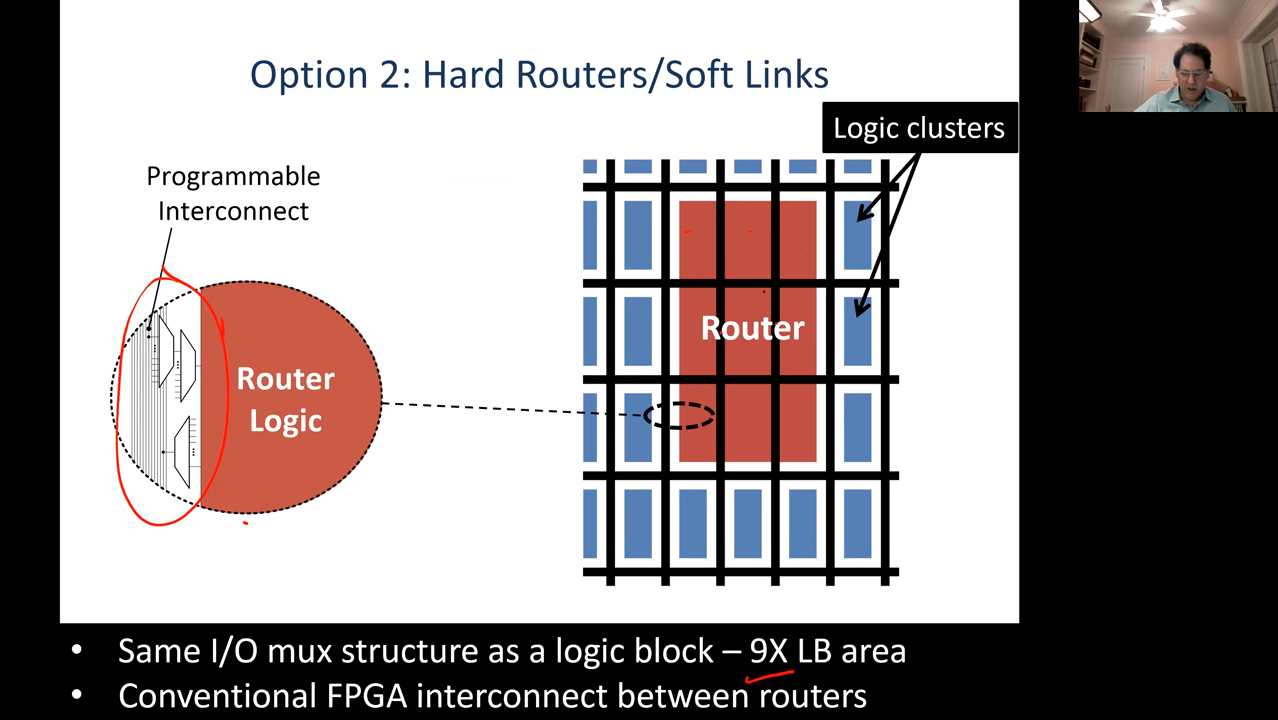 Option 2: Hard Routers/Soft Links
Logic clusters
Programmable
Interconnect
Router
Router
Logic
• Same I/O mux structure as a logic block – 9X LB area
• Conventional FPGA interconnect between routers